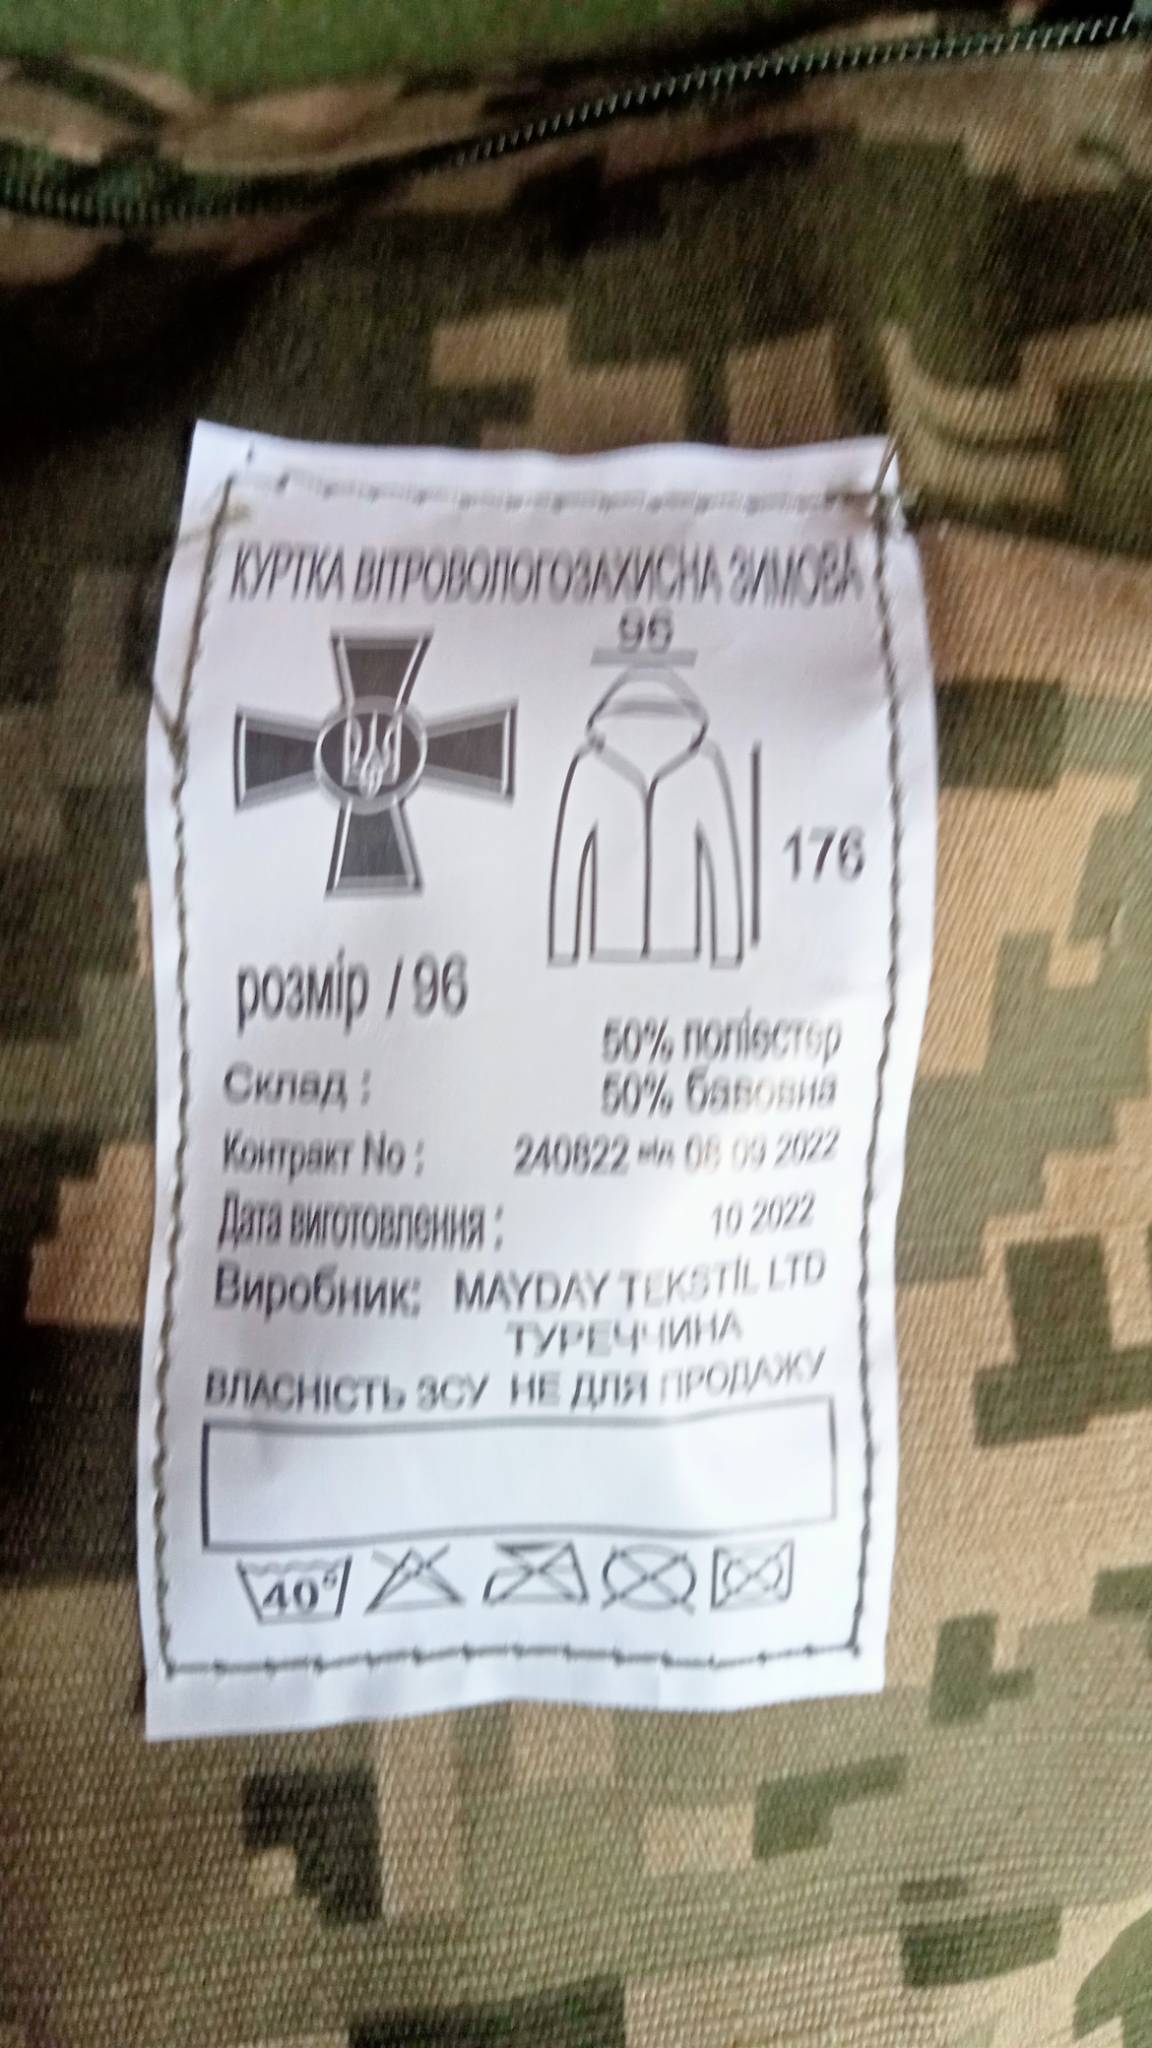 КУРТКА ВІТРОВОЛОГОЗАХИСНА ЗИМОВА
96
176
розмір / 96
50% поліестер
Склад :
50% бавовна
Контракт No : 240822 від 08 09 2022
Дата виготовлення : 10 2022
Виробник: MAYDAY TEKSTİL LTD
ТУРЕЧЧИНА
ВЛАСНІСТЬ ЗСУ НЕ ДЛЯ ПРОДАЖУ
40°